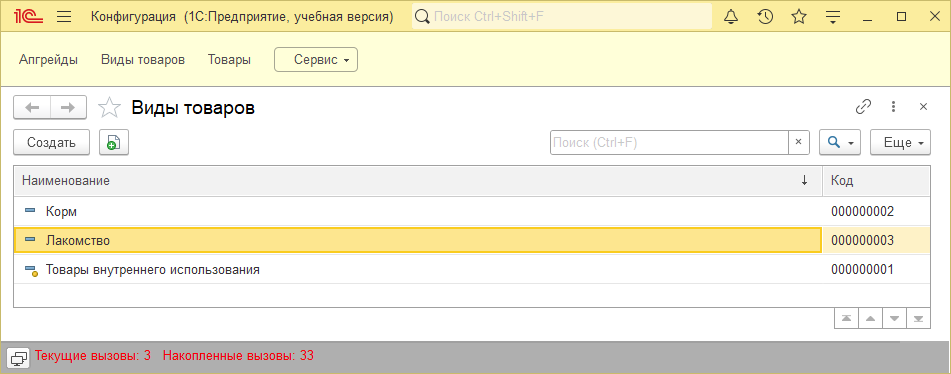 1С Конфигурация (1С:Предприятие, учебная версия) Поиск Ctrl+Shift+F
Апгрейды Виды товаров Товары Сервис
Виды товаров
Создать Поиск (Ctrl+F) × Еще
Наименование ↓ Код
Корм 000000002
Лакомство 000000003
Товары внутреннего использования 000000001
Текущие вызовы: 3 Накопленные вызовы: 33